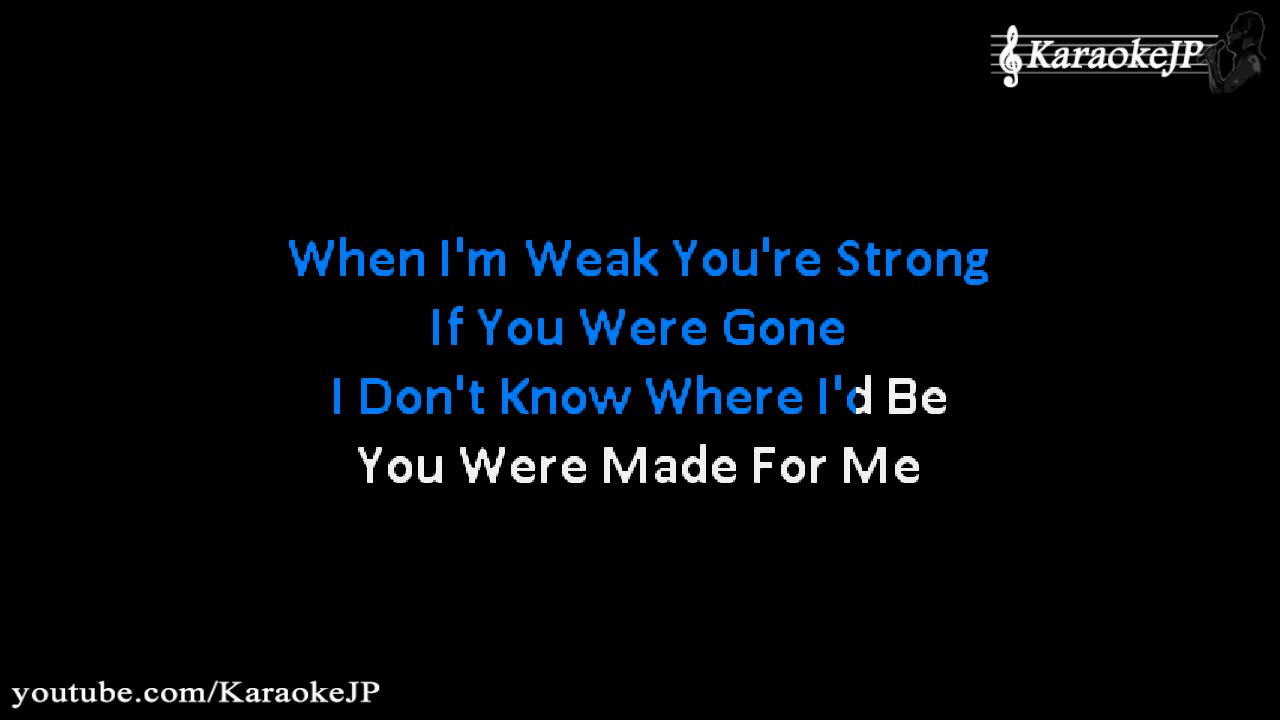 KaraokeJP
When I'm Weak You're Strong
If You Were Gone
I Don't Know Where I'd Be
You Were Made For Me
youtube.com/KaraokeJP